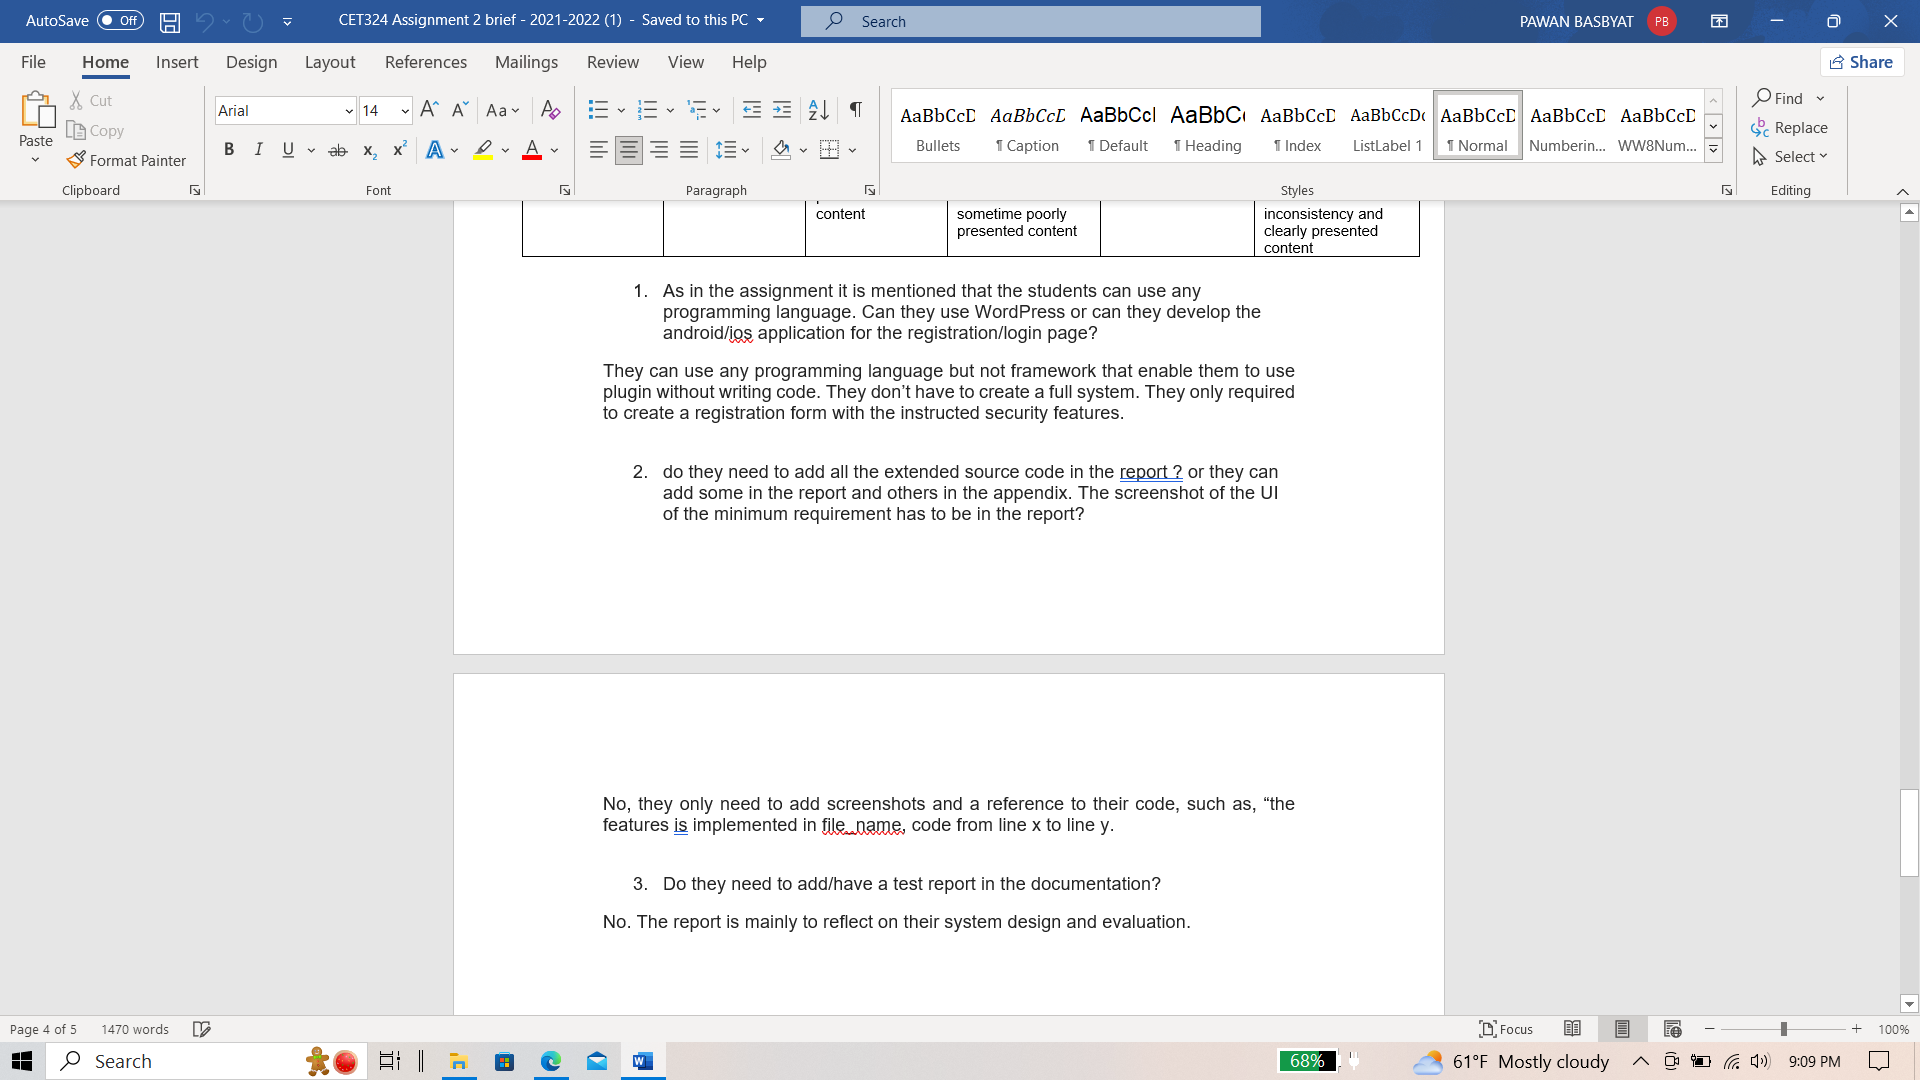 AutoSave Off CET324 Assignment 2 brief - 2021-2022 (1) - Saved to this PC Search PAWAN BASBYAT PB
File Home Insert Design Layout References Mailings Review View Help Share
Paste Cut Copy Format Painter Clipboard
Arial 14 Aa B I U ab x₂ x² A A Font
Paragraph
AaBbCcD AaBbCcD AaBbCcI AaBbC AaBbCcD AaBbCcDc AaBbCcD AaBbCcD AaBbCcD
Bullets ¶ Caption ¶ Default ¶ Heading ¶ Index ListLabel 1 ¶ Normal Numberin... WW8Num...
Styles
Find Replace Select Editing
content
sometime poorly
presented content
inconsistency and
clearly presented
content
1. As in the assignment it is mentioned that the students can use any
programming language. Can they use WordPress or can they develop the
android/ios application for the registration/login page?
They can use any programming language but not framework that enable them to use
plugin without writing code. They don’t have to create a full system. They only required
to create a registration form with the instructed security features.
2. do they need to add all the extended source code in the report ? or they can
add some in the report and others in the appendix. The screenshot of the UI
of the minimum requirement has to be in the report?
No, they only need to add screenshots and a reference to their code, such as, “the
features is implemented in file_name, code from line x to line y.
3. Do they need to add/have a test report in the documentation?
No. The report is mainly to reflect on their system design and evaluation.
Page 4 of 5 1470 words Focus 100%
Search 68% 61°F Mostly cloudy 9:09 PM